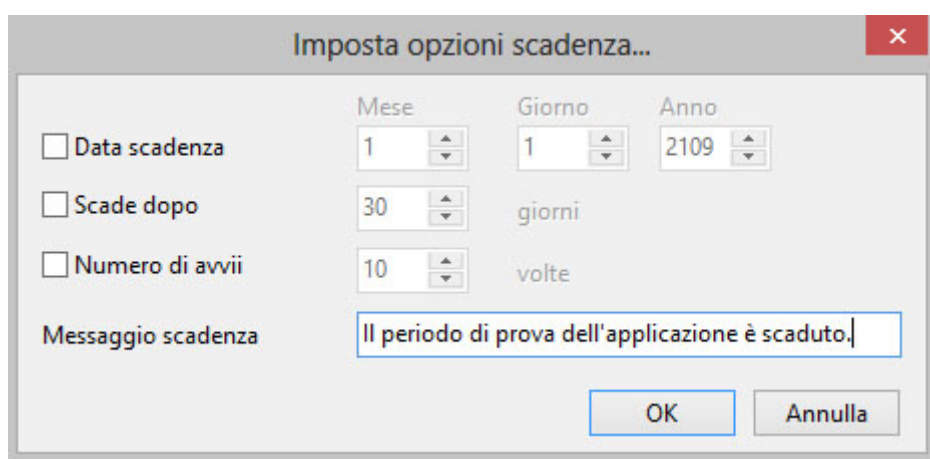 Imposta opzioni scadenza...
Mese Giorno Anno
Data scadenza 1 1 2109
Scade dopo 30 giorni
Numero di avvii 10 volte
Messaggio scadenza Il periodo di prova dell'applicazione è scaduto.
OK Annulla